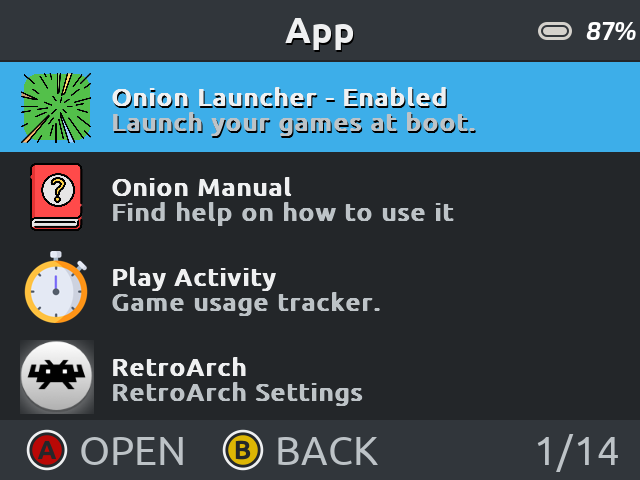 App
87%
Onion Launcher - Enabled
Launch your games at boot.
?
Onion Manual
Find help on how to use it
Play Activity
Game usage tracker.
RetroArch
RetroArch Settings
A OPEN B BACK 1/14